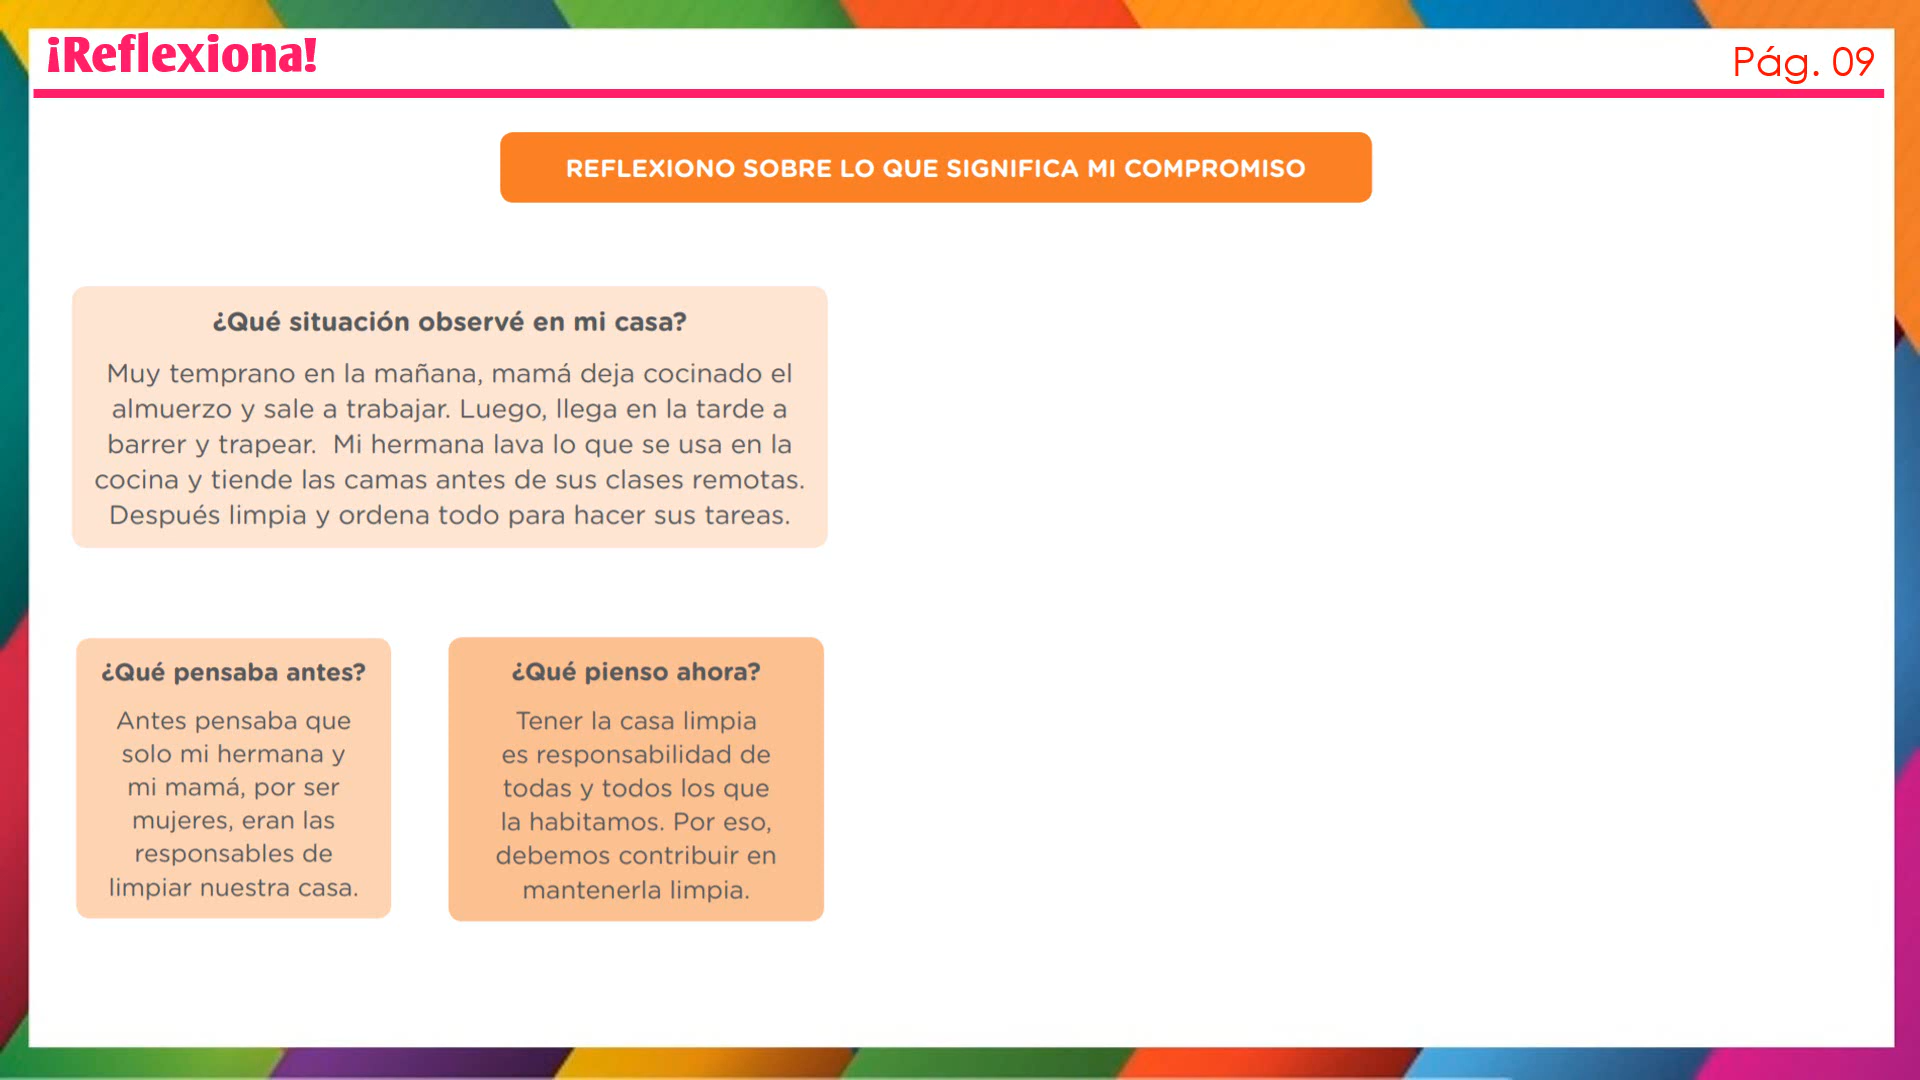 ¡Reflexiona!
Pág. 09
REFLEXIONO SOBRE LO QUE SIGNIFICA MI COMPROMISO
¿Qué situación observé en mi casa?
Muy temprano en la mañana, mamá deja cocinado el
almuerzo y sale a trabajar. Luego, llega en la tarde a
barrer y trapear. Mi hermana lava lo que se usa en la
cocina y tiende las camas antes de sus clases remotas.
Después limpia y ordena todo para hacer sus tareas.
¿Qué pensaba antes?
Antes pensaba que
solo mi hermana y
mi mamá, por ser
mujeres, eran las
responsables de
limpiar nuestra casa.
¿Qué pienso ahora?
Tener la casa limpia
es responsabilidad de
todas y todos los que
la habitamos. Por eso,
debemos contribuir en
mantenerla limpia.